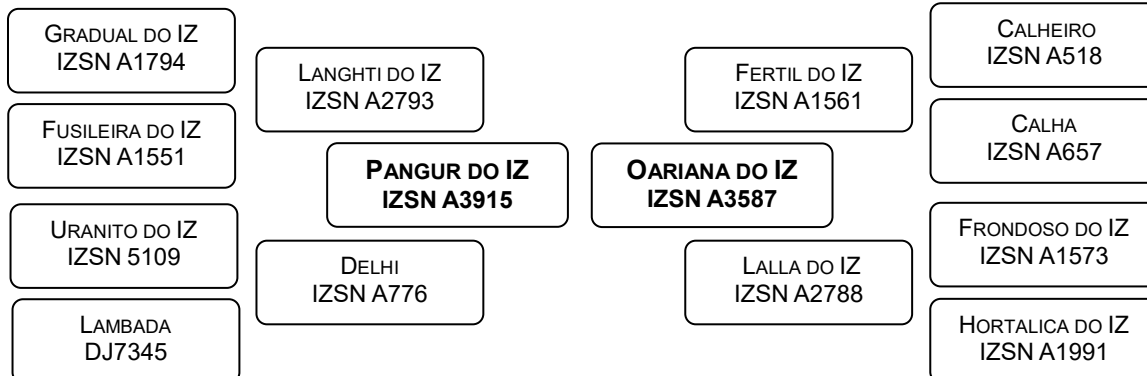 GRADUAL DO IZ
IZSN A1794
FUSILEIRA DO IZ
IZSN A1551
URANITO DO IZ
IZSN 5109
LAMBADA
DJ7345
LANGHTI DO IZ
IZSN A2793
DELHI
IZSN A776
PANGUR DO IZ
IZSN A3915
OARIANA DO IZ
IZSN A3587
FERTIL DO IZ
IZSN A1561
LALLA DO IZ
IZSN A2788
CALHEIRO
IZSN A518
CALHA
IZSN A657
FRONDOSO DO IZ
IZSN A1573
HORTALICA DO IZ
IZSN A1991